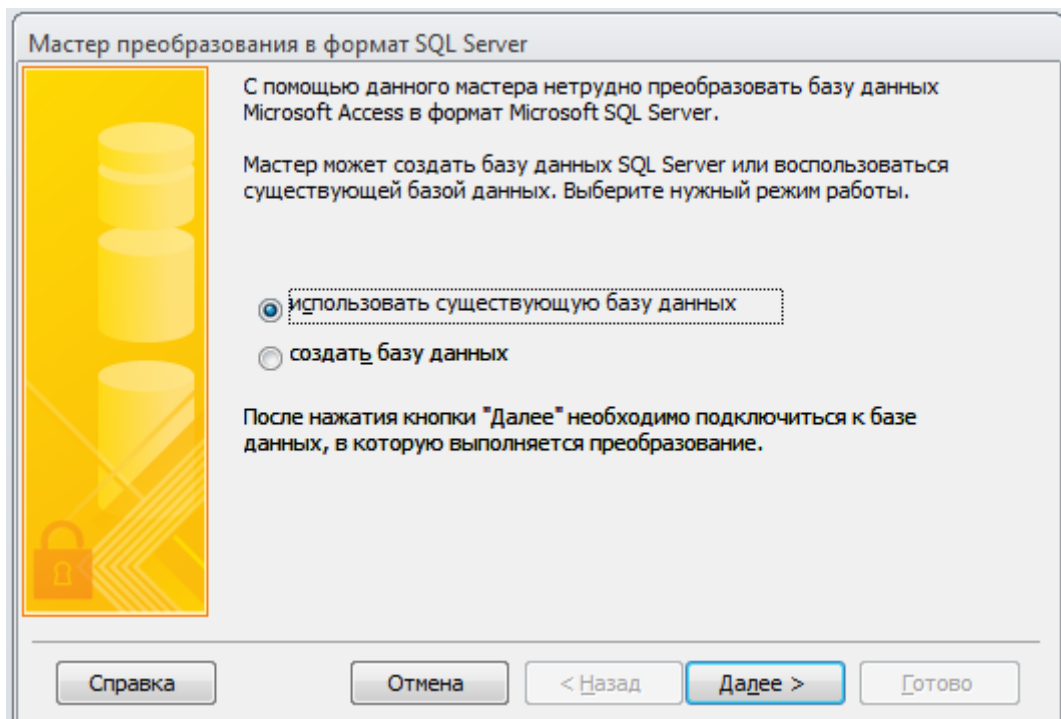 Мастер преобразования в формат SQL Server
С помощью данного мастера нетрудно преобразовать базу данных
Microsoft Access в формат Microsoft SQL Server.
Мастер может создать базу данных SQL Server или воспользоваться
существующей базой данных. Выберите нужный режим работы.
использовать существующую базу данных
создать базу данных
После нажатия кнопки "Далее" необходимо подключиться к базе
данных, в которую выполняется преобразование.
Справка Отмена < Назад Далее > Готово